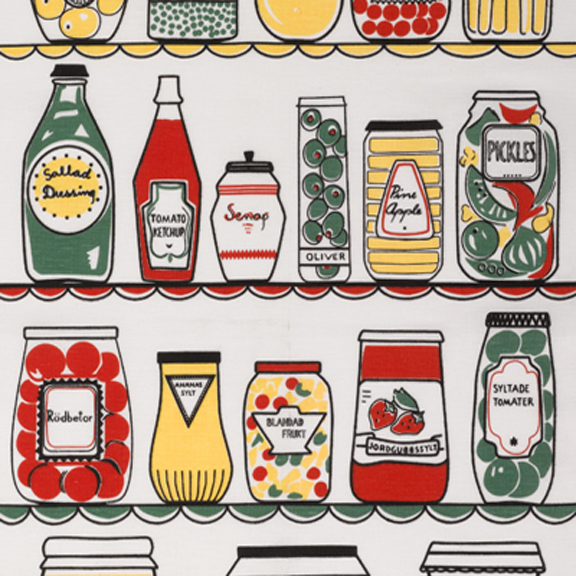 Sallad
Dressing
TOMATO
KETCHUP
Senap
OLIVER
Pine
Apple
PICKLES
Rödbetor
ANANAS
SYLT
BLANDAD
FRUKT
JORDGUBBSSYLT
SYLTADE
TOMATER